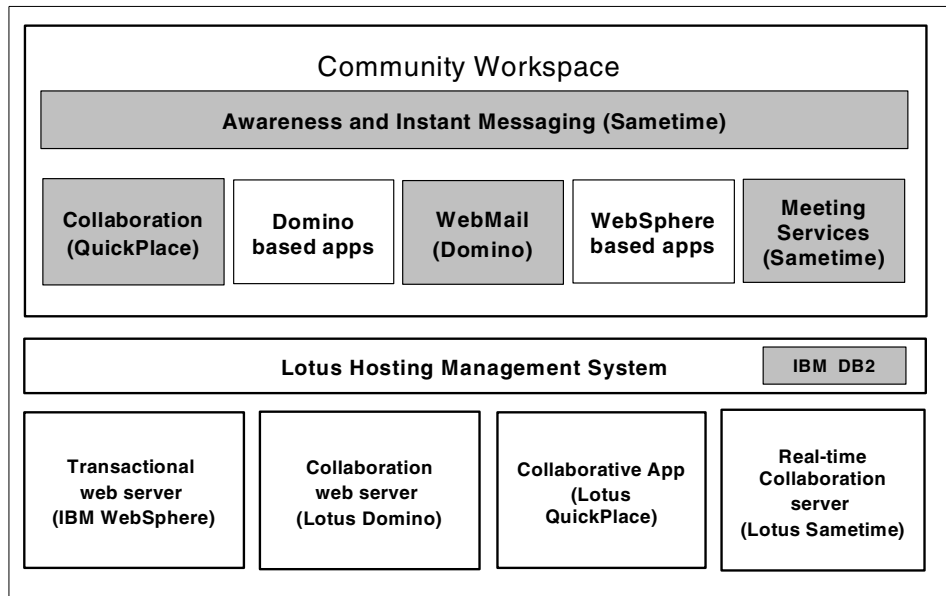 Community Workspace
Awareness and Instant Messaging (Sametime)
Collaboration
(QuickPlace)
Domino
based apps
WebMail
(Domino)
WebSphere
based apps
Meeting
Services
(Sametime)
Lotus Hosting Management System
IBM DB2
Transactional
web server
(IBM WebSphere)
Collaboration
web server
(Lotus Domino)
Collaborative App
(Lotus
QuickPlace)
Real-time
Collaboration
server
(Lotus Sametime)